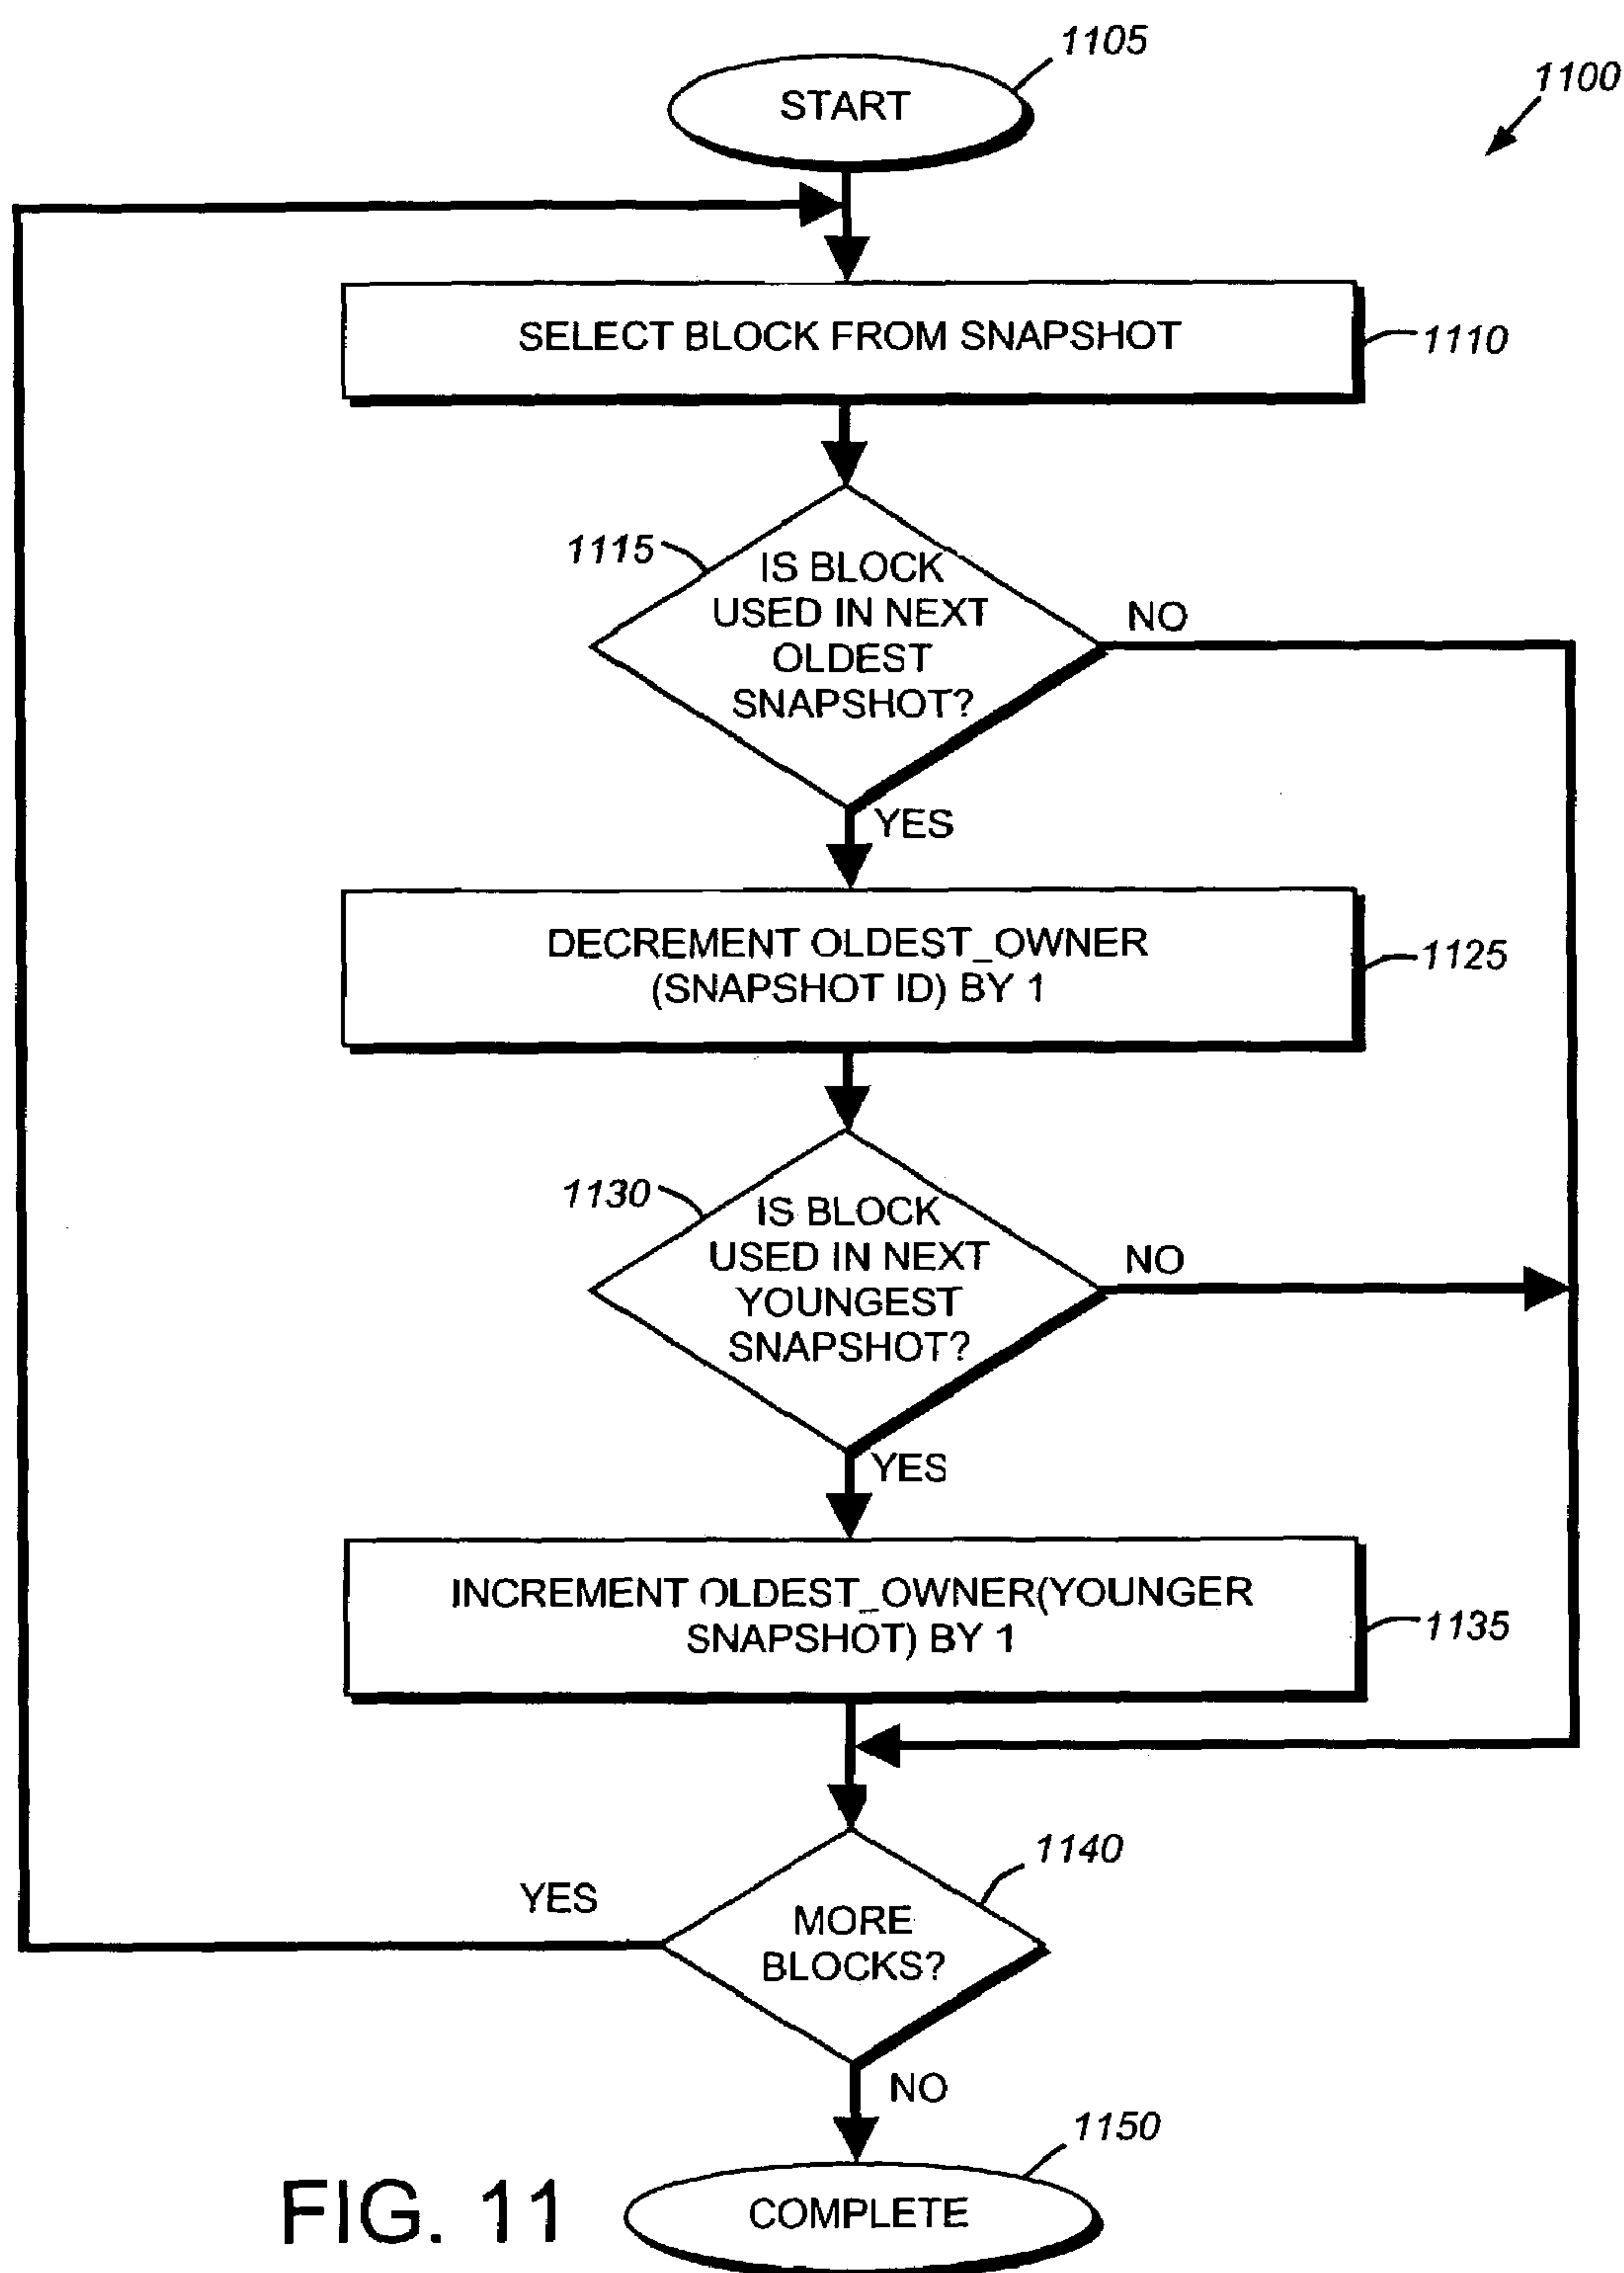 1105
1100
START
SELECT BLOCK FROM SNAPSHOT
1110
1115
IS BLOCK
USED IN NEXT
OLDEST
SNAPSHOT?
NO
YES
DECREMENT OLDEST_OWNER
(SNAPSHOT ID) BY 1
1125
1130
IS BLOCK
USED IN NEXT
YOUNGEST
SNAPSHOT?
NO
YES
INCREMENT OLDEST_OWNER(YOUNGER
SNAPSHOT) BY 1
1135
1140
YES
MORE
BLOCKS?
NO
1150
COMPLETE
FIG. 11